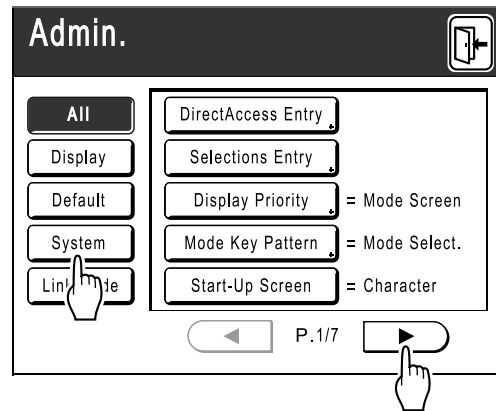 Admin.
All
DirectAccess Entry
Display
Selections Entry
Default
Display Priority = Mode Screen
System
Mode Key Pattern = Mode Select.
Start-Up Screen = Character
P.1/7